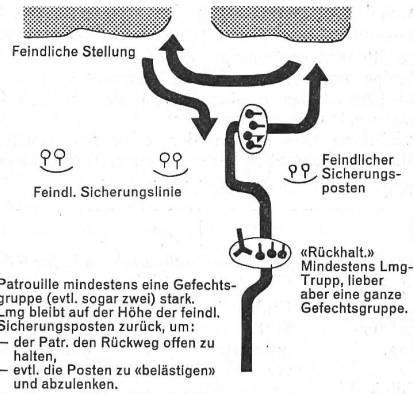 Feindliche Stellung
Feindl. Sicherungslinie
Feindlicher
Sicherungs-
posten
«Rückhalt.»
Mindestens Lmg-
Trupp, lieber
aber eine ganze
Gefechtsgruppe.
Patrouille mindestens eine Gefechts-
gruppe (evtl. sogar zwei) stark.
Lmg bleibt auf der Höhe der feindl.
Sicherungsposten zurück, um:
— der Patr. den Rückweg offen zu
halten,
— evtl. die Posten zu «belästigen»
und abzulenken.